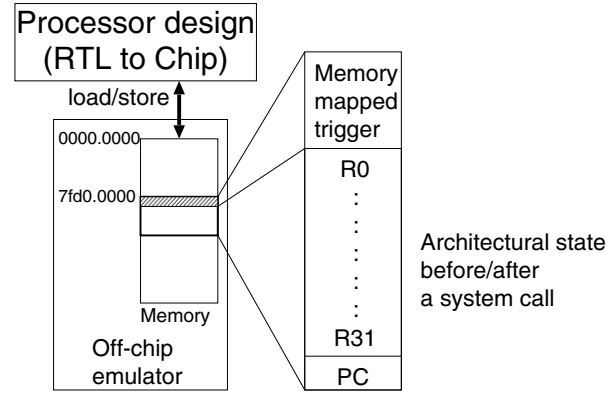 Processor design
(RTL to Chip)
load/store
0000.0000
7fd0.0000
Memory
Off-chip
emulator
Memory
mapped
trigger
R0
:
:
:
:
:
R31
PC
Architectural state
before/after
a system call